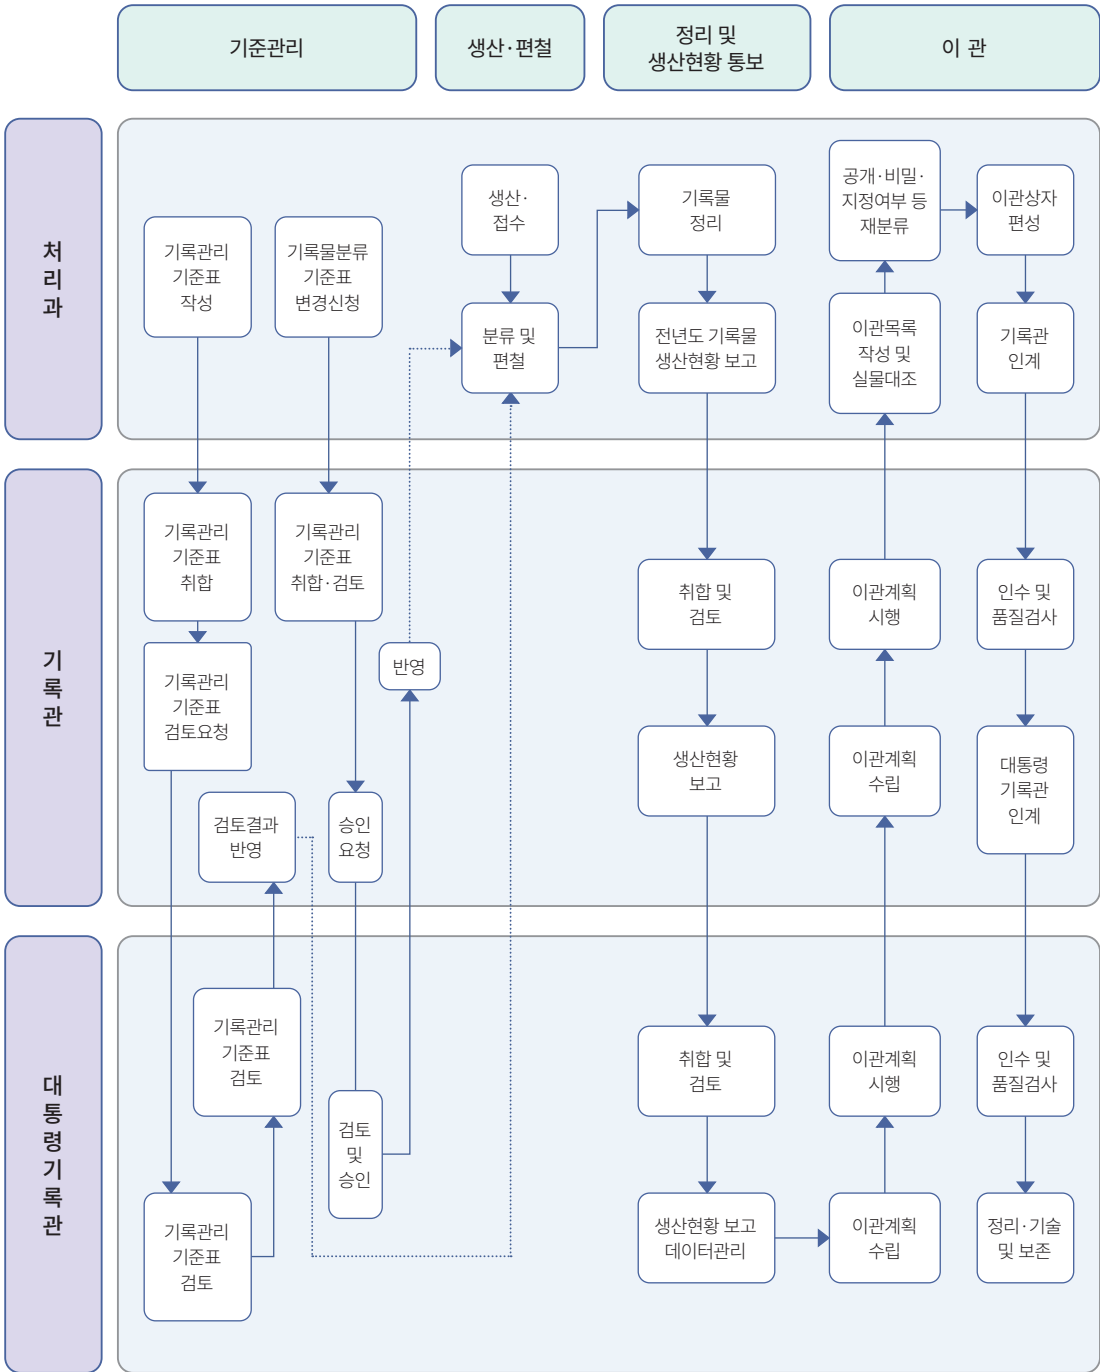 기준관리
생산·편철
정리 및
생산현황 통보
이 관
처
리
과
기록관리
기준표
작성
기록물분류
기준표
변경신청
생산·
접수
분류 및
편철
기록물
정리
전년도 기록물
생산현황 보고
공개·비밀·
지정여부 등
재분류
이관목록
작성 및
실물대조
이관상자
편성
기록관
인계
기
록
관
기록관리
기준표
취합
기록관리
기준표
취합·검토
기록관리
기준표
검토요청
반영
검토결과
반영
승인
요청
취합 및
검토
생산현황
보고
이관계획
시행
이관계획
수립
인수 및
품질검사
대통령
기록관
인계
대
통
령
기
록
관
기록관리
기준표
검토
기록관리
기준표
검토
검토
및
승인
취합 및
검토
생산현황 보고
데이터관리
이관계획
시행
이관계획
수립
인수 및
품질검사
정리·기술
및 보존